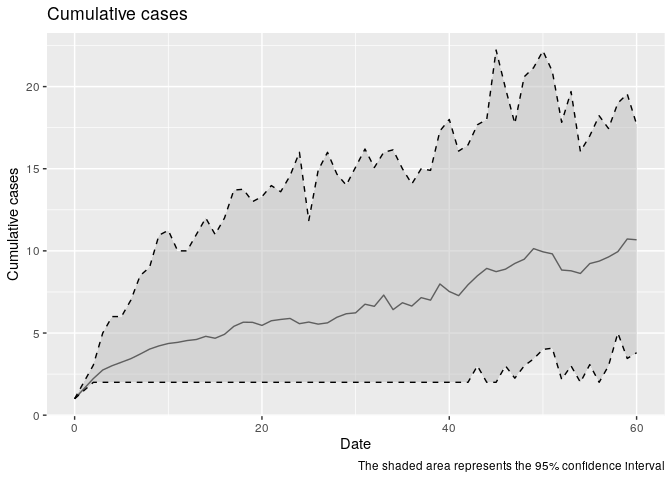 Cumulative cases
Cumulative cases
20
15
10
5
0
0 20 40 60
Date
The shaded area represents the 95% confidence interval